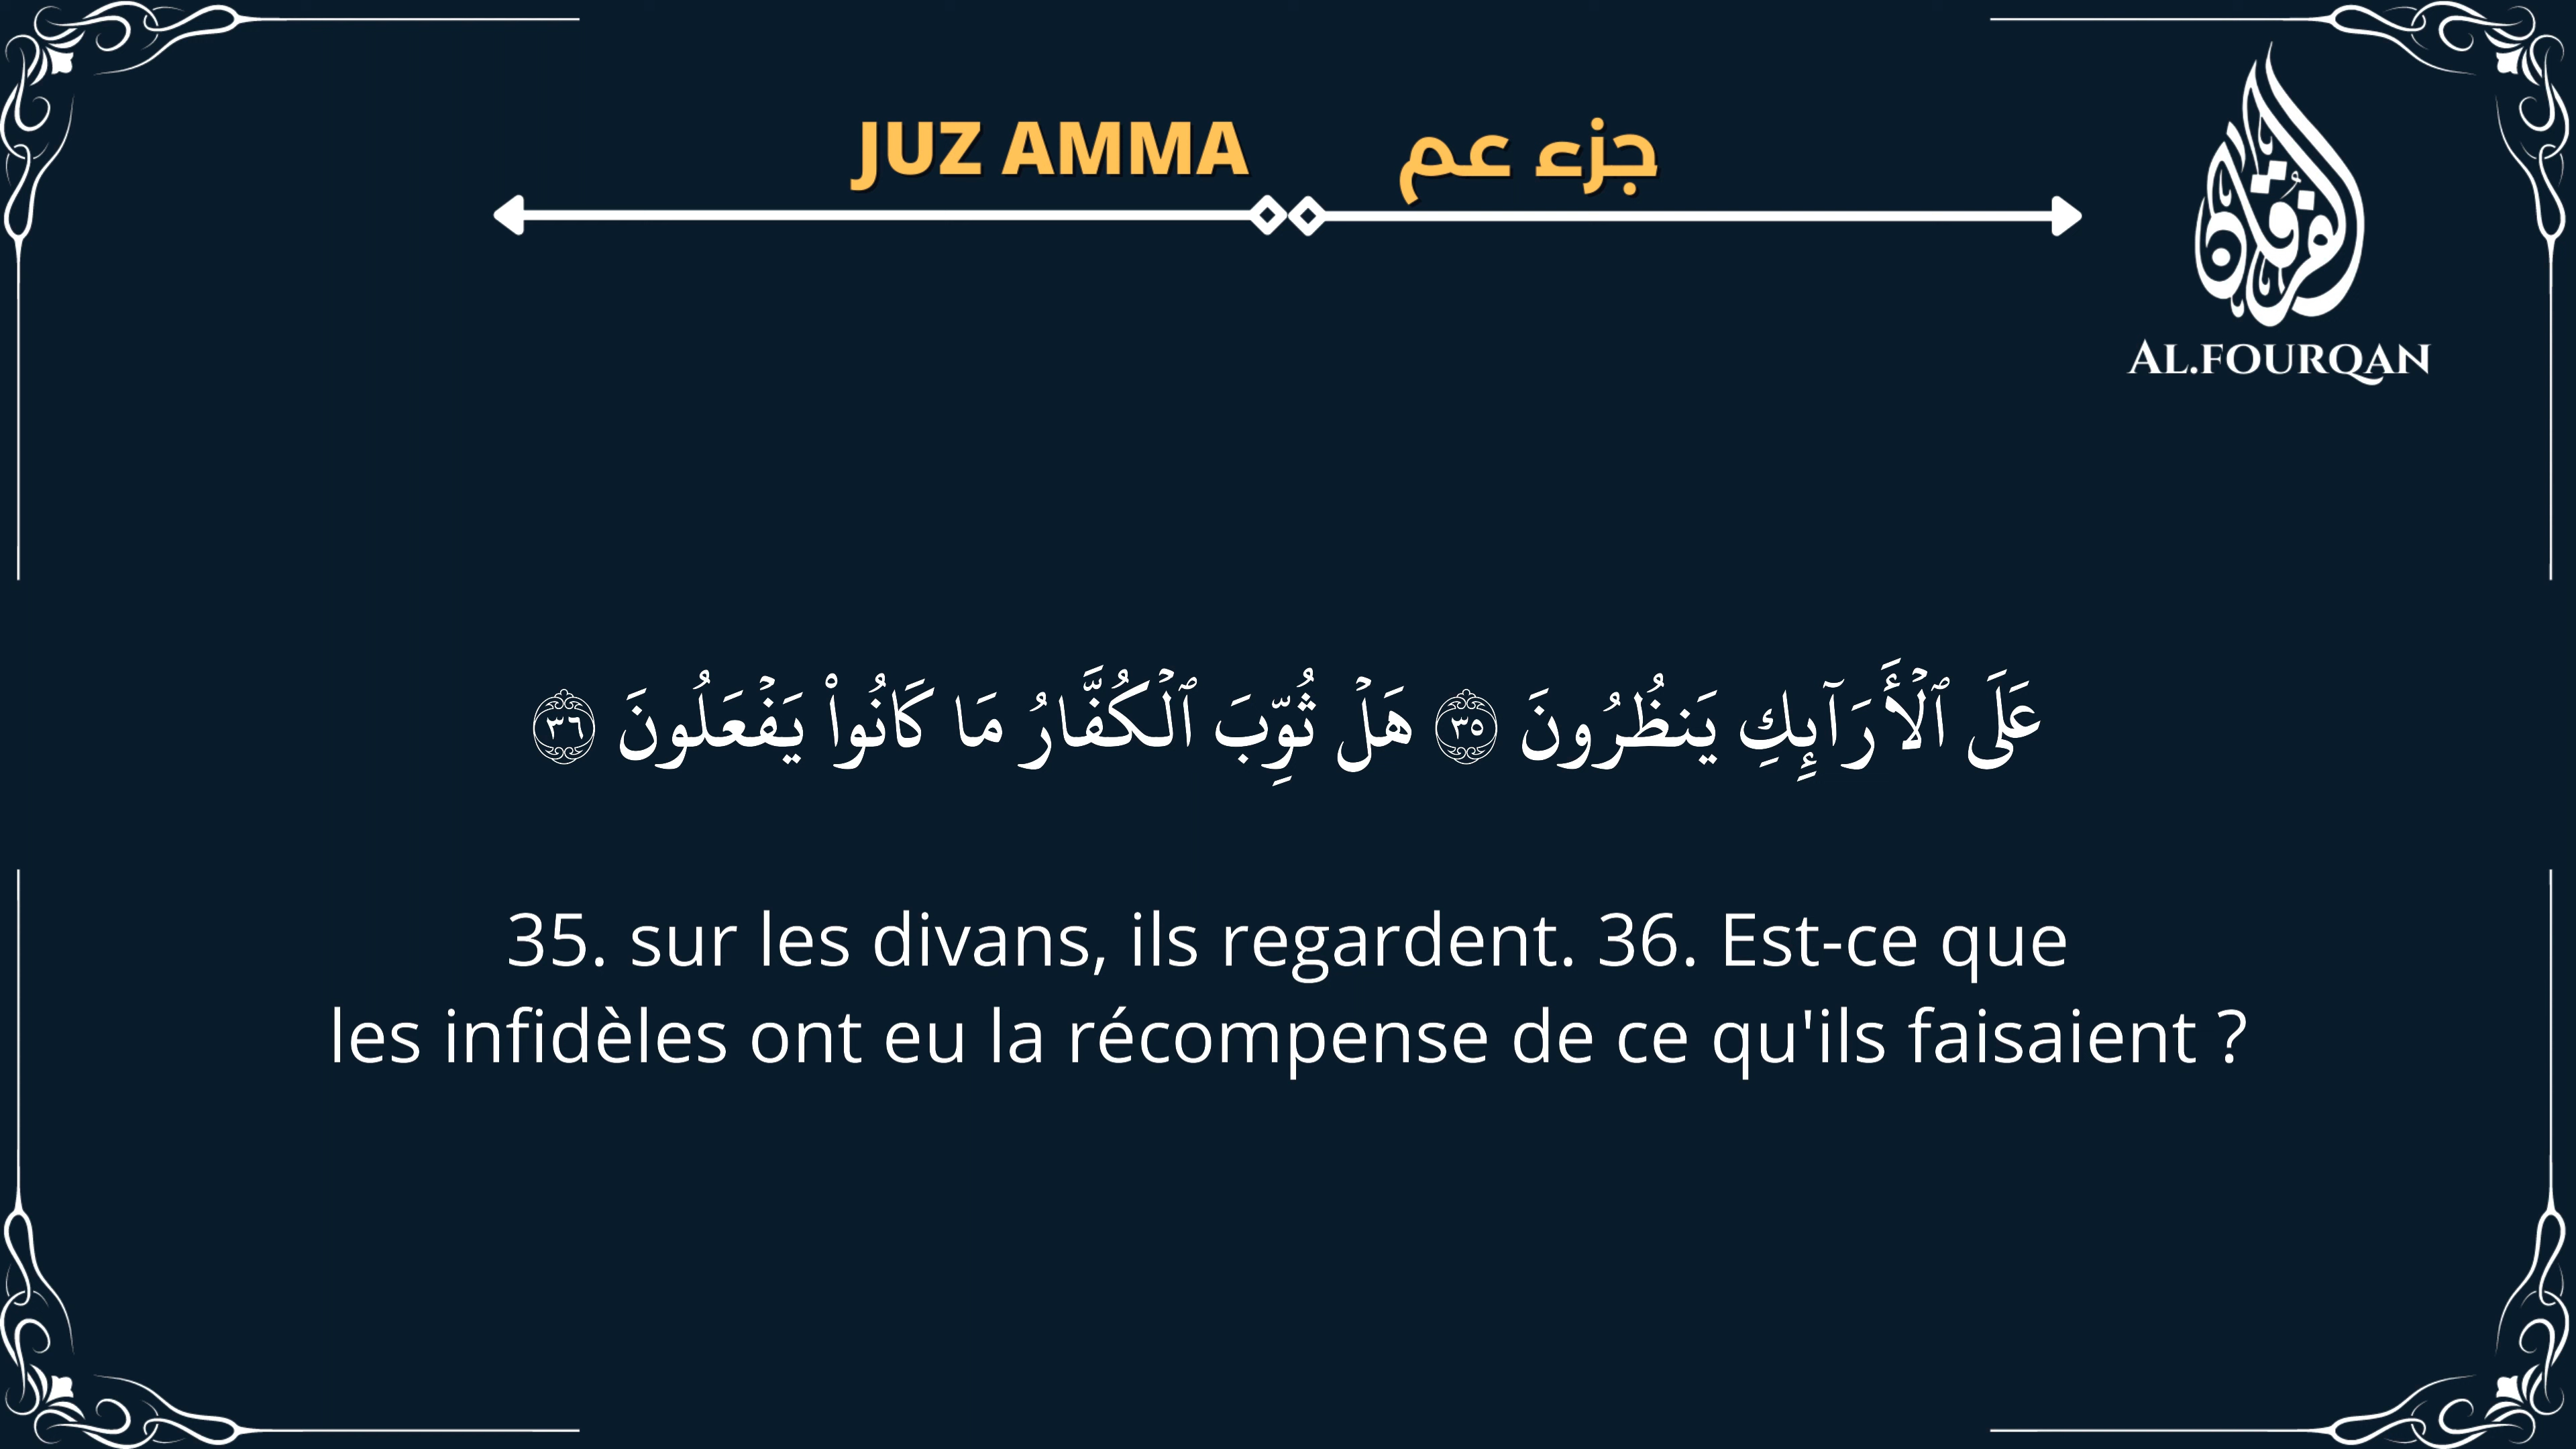 JUZ AMMA جزء عم
الفرقان
AL.FOURQAN
عَلَى ٱلْأَرَآئِكِ يَنظُرُونَ ٣٥ هَلْ ثُوِّبَ ٱلْكُفَّارُ مَا كَانُوا۟ يَفْعَلُونَ ٣٦
35. sur les divans, ils regardent. 36. Est-ce que
les infidèles ont eu la récompense de ce qu'ils faisaient ?